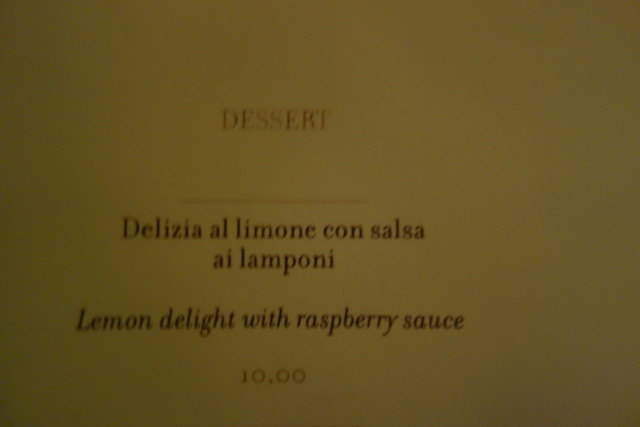 DESSERT
Delizia al limone con salsa
ai lamponi
Lemon delight with raspberry sauce
10.00